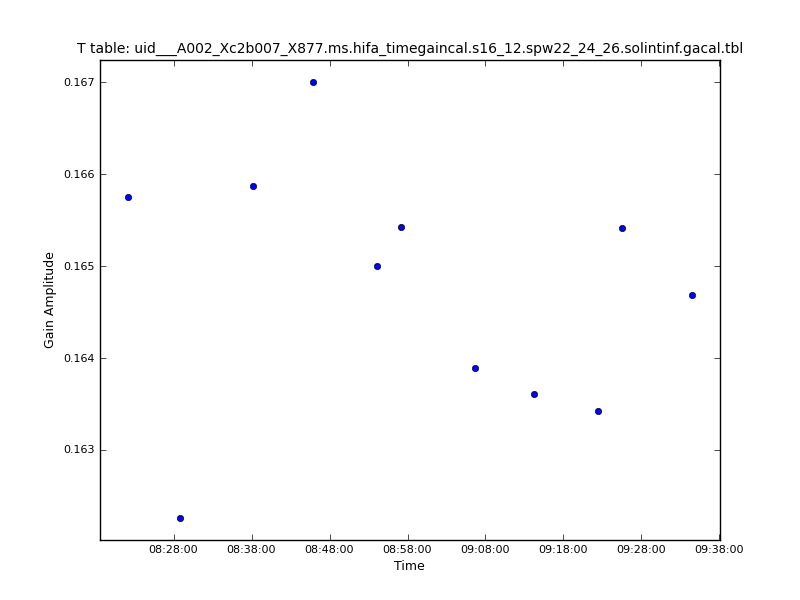 T table: uid___A002_Xc2b007_X877.ms.hifa_timegaincal.s16_12.spw22_24_26.solintinf.gacal.tbl
0.167
0.166
0.165
0.164
0.163
Gain Amplitude
08:28:00 08:38:00 08:48:00 08:58:00 09:08:00 09:18:00 09:28:00 09:38:00
Time